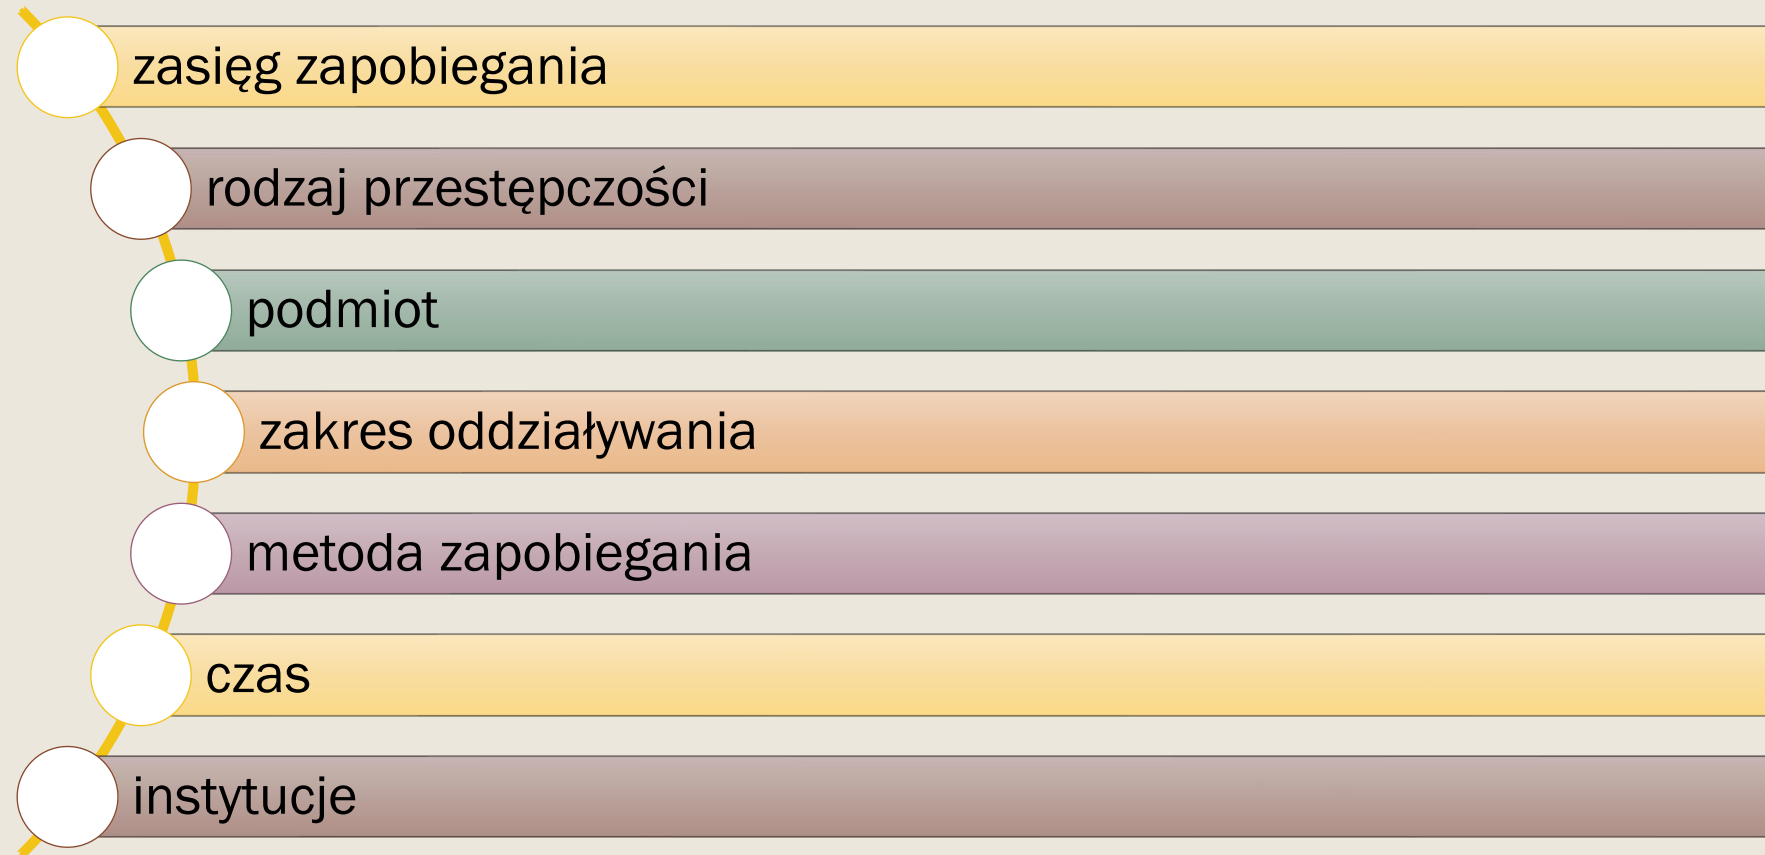 zasięg zapobiegania
rodzaj przestępczości
podmiot
zakres oddziaływania
metoda zapobiegania
czas
instytucje